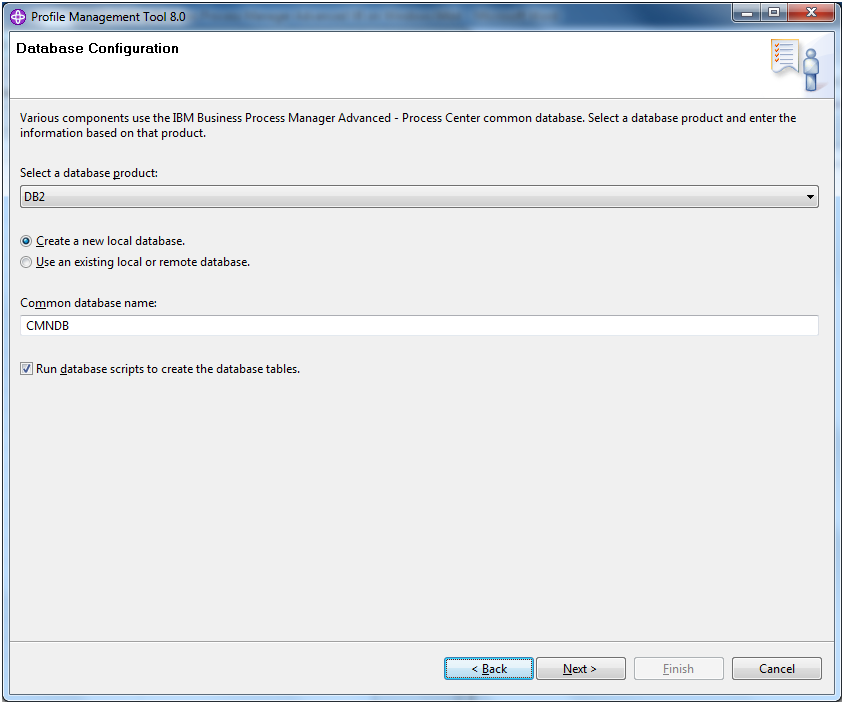 Profile Management Tool 8.0
Database Configuration
Various components use the IBM Business Process Manager Advanced - Process Center common database. Select a database product and enter the
information based on that product.
Select a database product:
DB2
Create a new local database.
Use an existing local or remote database.
Common database name:
CMNDB
Run database scripts to create the database tables.
< Back
Next >
Finish
Cancel